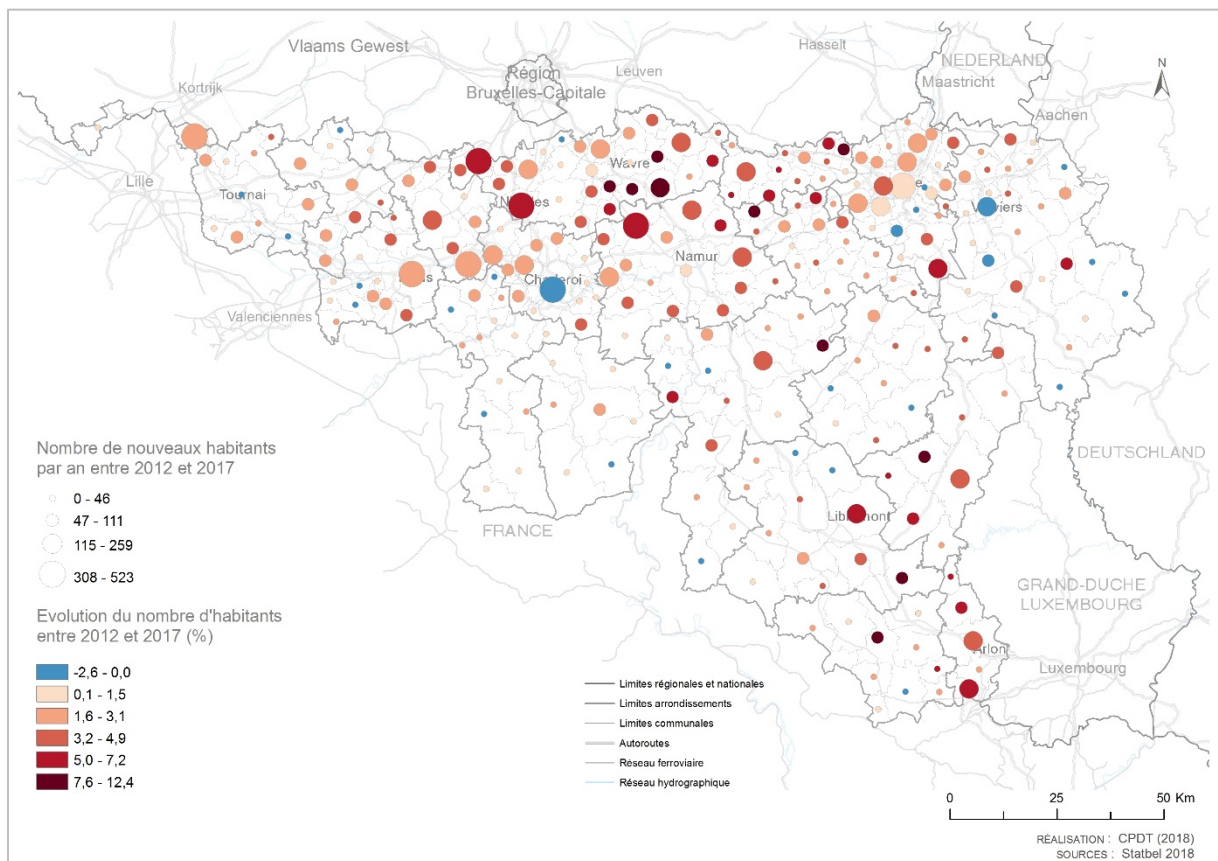 Vlaams Gewest
Hasselt
NEDERLAND
Région
Bruxelles-Capitale
Leuven
Maastricht
N
Kortrijk
Aachen
Lille
Wavre
Tournai
Namur
Valenciennes
Nombre de nouveaux habitants
par an entre 2012 et 2017
0 - 46
47 - 111
115 - 259
308 - 523
FRANCE
DEUTSCHLAND
GRAND-DUCHE
LUXEMBOURG
Arlon
Luxembourg
Evolution du nombre d'habitants
entre 2012 et 2017 (%)
-2,6 - 0,0
0,1 - 1,5
1,6 - 3,1
3,2 - 4,9
5,0 - 7,2
7,6 - 12,4
Limites régionales et nationales
Limites arrondissements
Limites communales
Autoroutes
Réseau ferroviaire
Réseau hydrographique
0 25 50 Km
RÉALISATION : CPDT (2018)
SOURCES : Statbel 2018